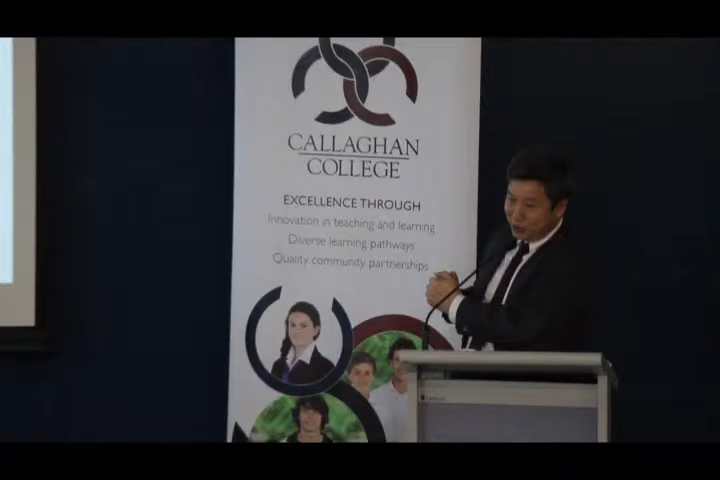 CALLAGHAN
COLLEGE
EXCELLENCE THROUGH
Innovation in teaching and learning
Diverse learning pathways
Quality community partnerships